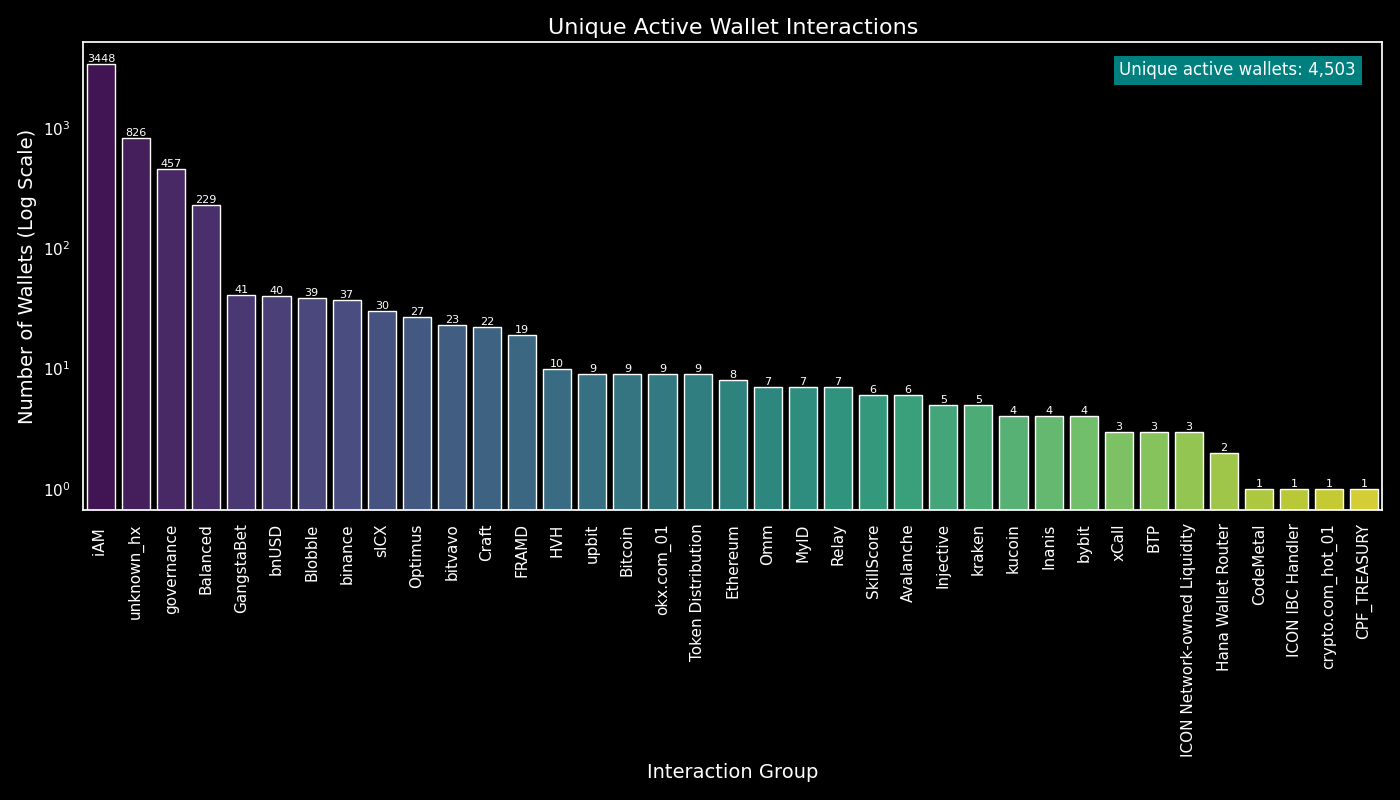 Unique Active Wallet Interactions
Unique active wallets: 4,503
Number of Wallets (Log Scale)
10³
10²
10¹
10⁰
3448
826
457
229
41
40
39
37
30
27
23
22
19
10
9
9
9
9
8
7
7
7
6
6
5
5
4
4
4
3
3
3
2
1
1
1
1
iAM
unknown_hx
governance
Balanced
GangstaBet
bnUSD
Blobble
binance
sICX
Optimus
bitvavo
Craft
FRAMD
HVH
upbit
Bitcoin
okx.com_01
Token Distribution
Ethereum
Omm
MyID
Relay
SkillScore
Avalanche
Injective
kraken
kucoin
Inanis
bybit
xCall
BTP
ICON Network-owned Liquidity
Hana Wallet Router
CodeMetal
ICON IBC Handler
crypto.com_hot_01
CPF_TREASURY
Interaction Group